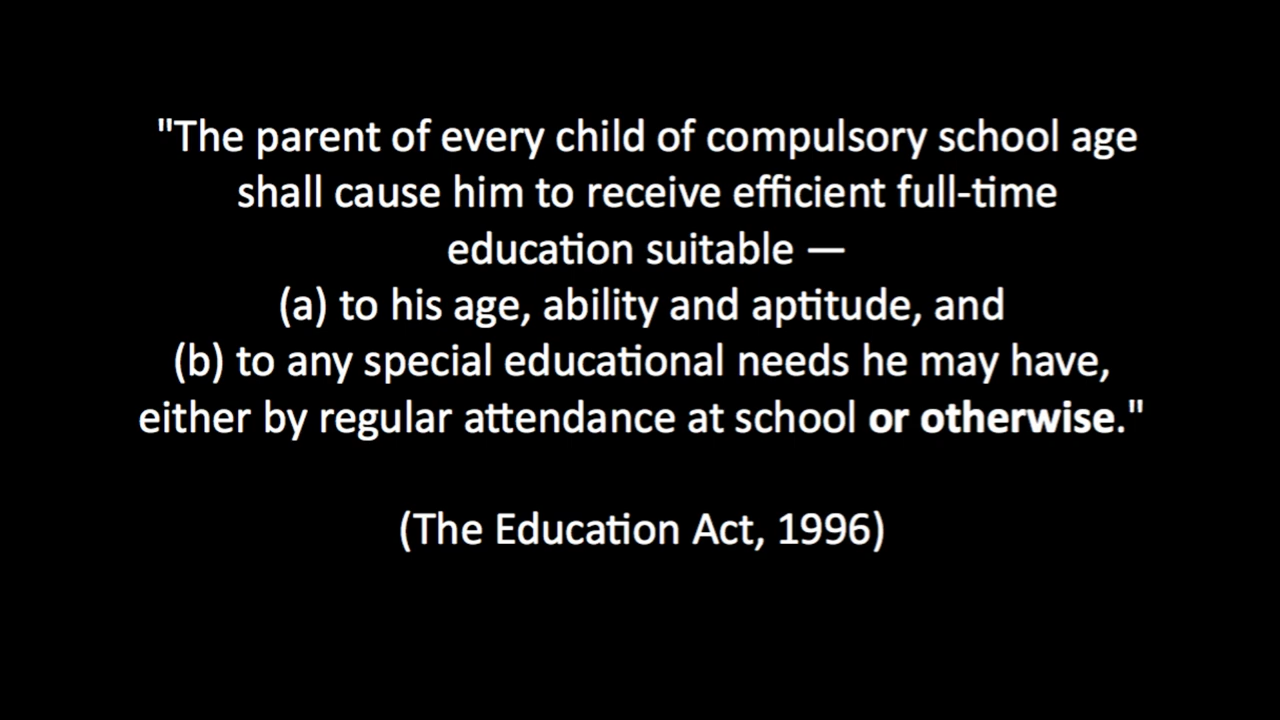 "The parent of every child of compulsory school age
shall cause him to receive efficient full-time
education suitable —
(a) to his age, ability and aptitude, and
(b) to any special educational needs he may have,
either by regular attendance at school or otherwise."
(The Education Act, 1996)